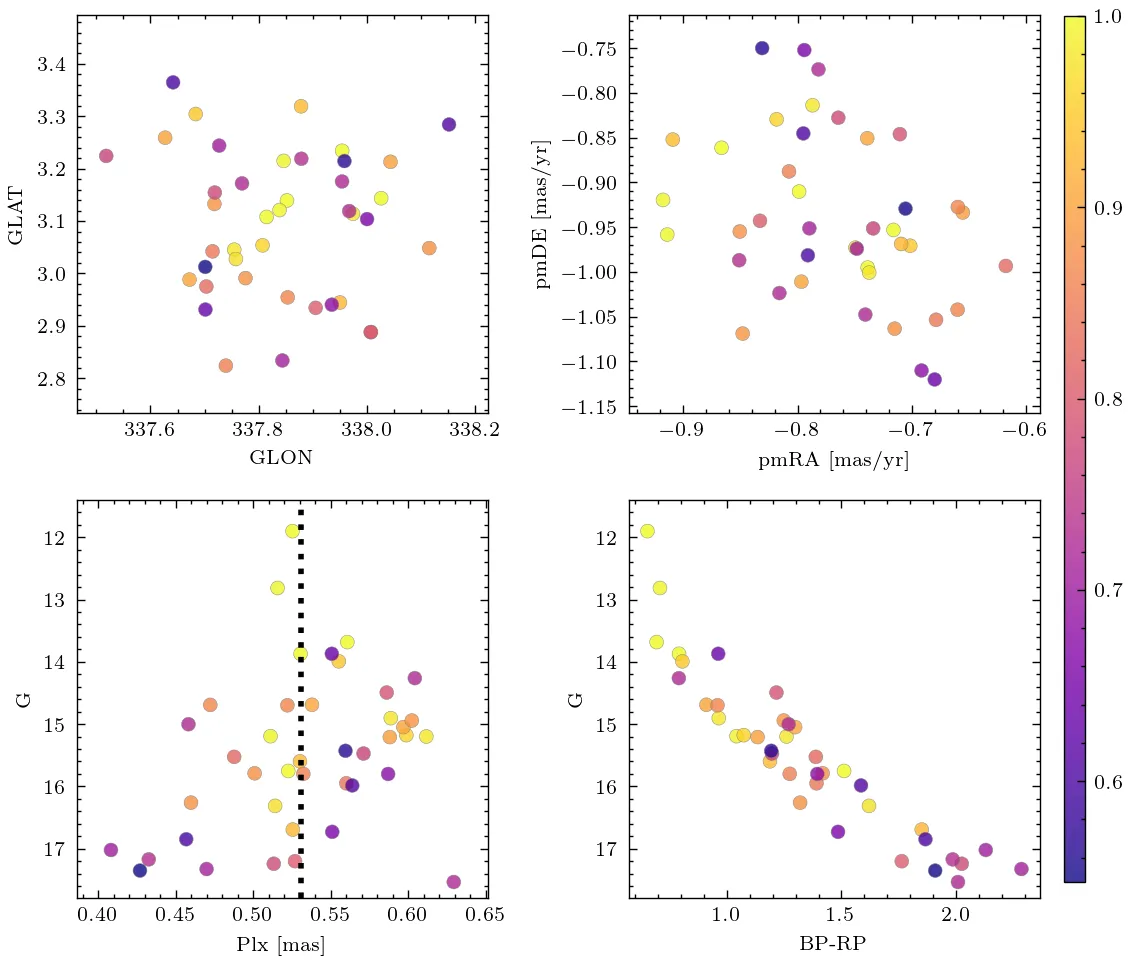 3.4
3.3
3.2
3.1
3.0
2.9
2.8
GLAT
337.6 337.8 338.0 338.2
GLON
−0.75
−0.80
−0.85
−0.90
−0.95
−1.00
−1.05
−1.10
−1.15
pmDE [mas/yr]
−0.9 −0.8 −0.7 −0.6
pmRA [mas/yr]
1.0
0.9
0.8
0.7
0.6
12
13
14
15
16
17
G
0.40 0.45 0.50 0.55 0.60 0.65
Plx [mas]
12
13
14
15
16
17
G
1.0 1.5 2.0
BP-RP